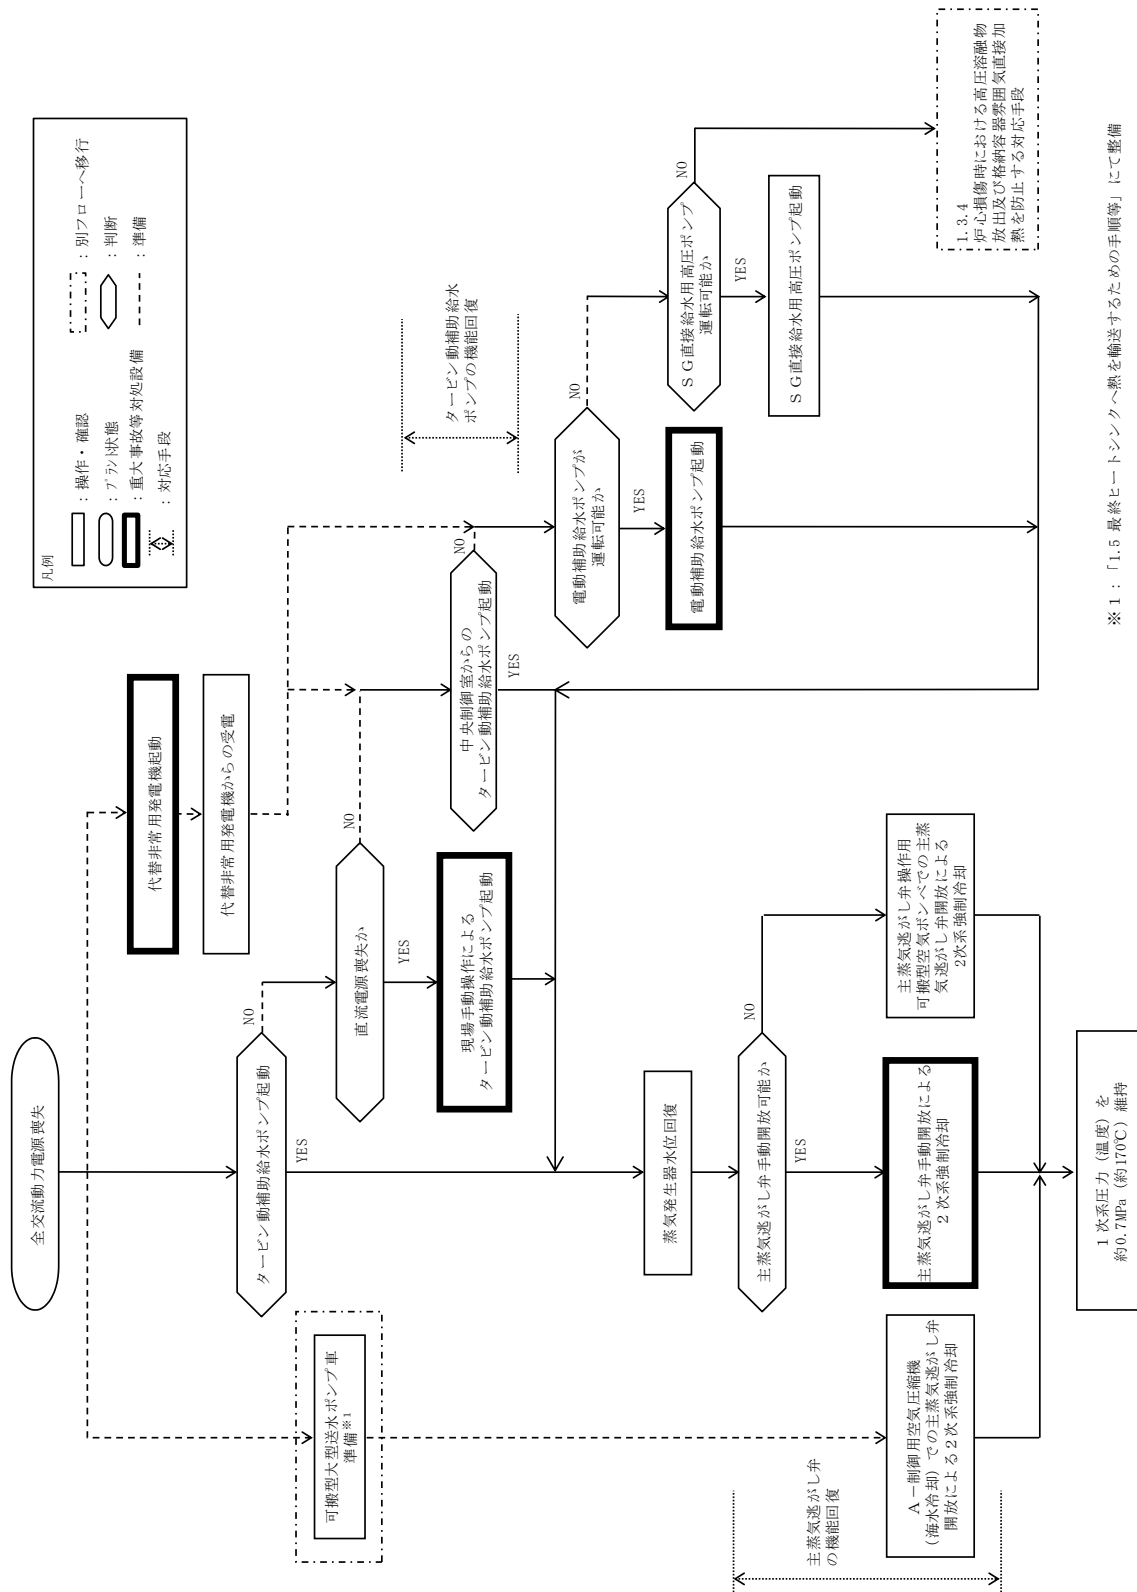 凡例
：操作・確認
：プラント状態
：重大事故等対処設備
：対応手段
：別フローへ移行
：判断
：準備
全交流動力電源喪失
代替非常用発電機起動
代替非常用発電機からの受電
タービン動補助給水ポンプ起動
NO
YES
可搬型大型送水ポンプ車
準備※1
直流電源喪失か
NO
YES
現場手動操作による
タービン動補助給水ポンプ起動
中央制御室からの
タービン動補助給水ポンプ起動
NO
YES
タービン動補助給水
ポンプの機能回復
電動補助給水ポンプが
運転可能か
NO
YES
電動補助給水ポンプ起動
ＳＧ直接給水用高圧ポンプ
運転可能か
NO
YES
ＳＧ直接給水用高圧ポンプ起動
1.3.4
炉心損傷時における高圧溶融物
放出及び格納容器雰囲気直接加
熱を防止する対応手段
蒸気発生器水位回復
主蒸気逃がし弁手動開放可能か
NO
YES
主蒸気逃がし弁
の機能回復
Ａ－制御用空気圧縮機
（海水冷却）での主蒸気逃がし弁
開放による２次系強制冷却
主蒸気逃がし弁手動開放による
２次系強制冷却
主蒸気逃がし弁操作用
可搬型空気ボンベでの主蒸
気逃がし弁開放による
2次系強制冷却
１次系圧力（温度）を
約0.7MPa（約170℃）維持
※１：「1.5 最終ヒートシンクへ熱を輸送するための手順等」にて整備